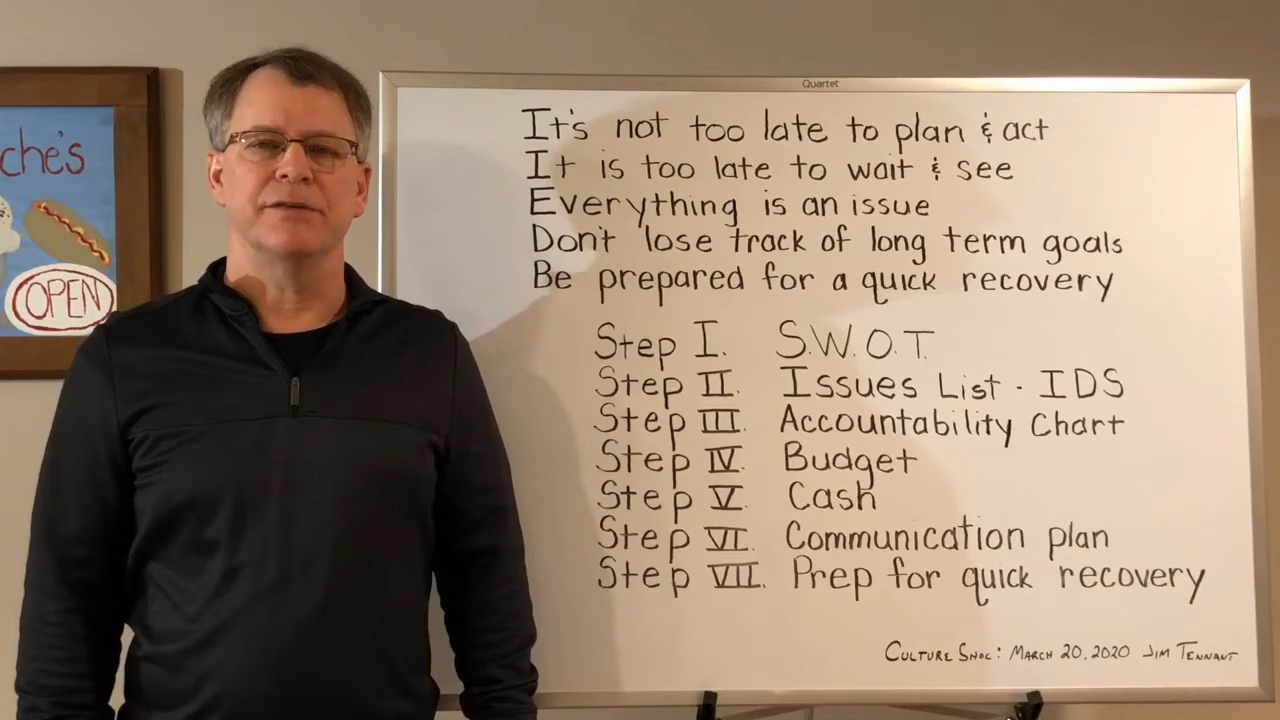 che's
OPEN
Quartet
It's not too late to plan & act
It is too late to wait & see
Everything is an issue
Don't lose track of long term goals
Be prepared for a quick recovery
Step I. S.W.O.T.
Step II. Issues List - IDS
Step III. Accountability Chart
Step IV. Budget
Step V. Cash
Step VI. Communication plan
Step VII. Prep for quick recovery
CULTURE SHOC: MARCH 20, 2020 JIM TENNANT